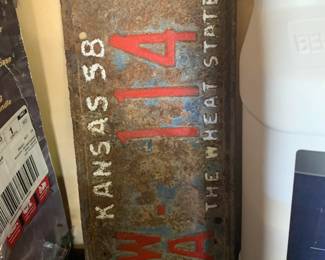 KANSAS 58
W
A - 114
THE WHEAT STATE